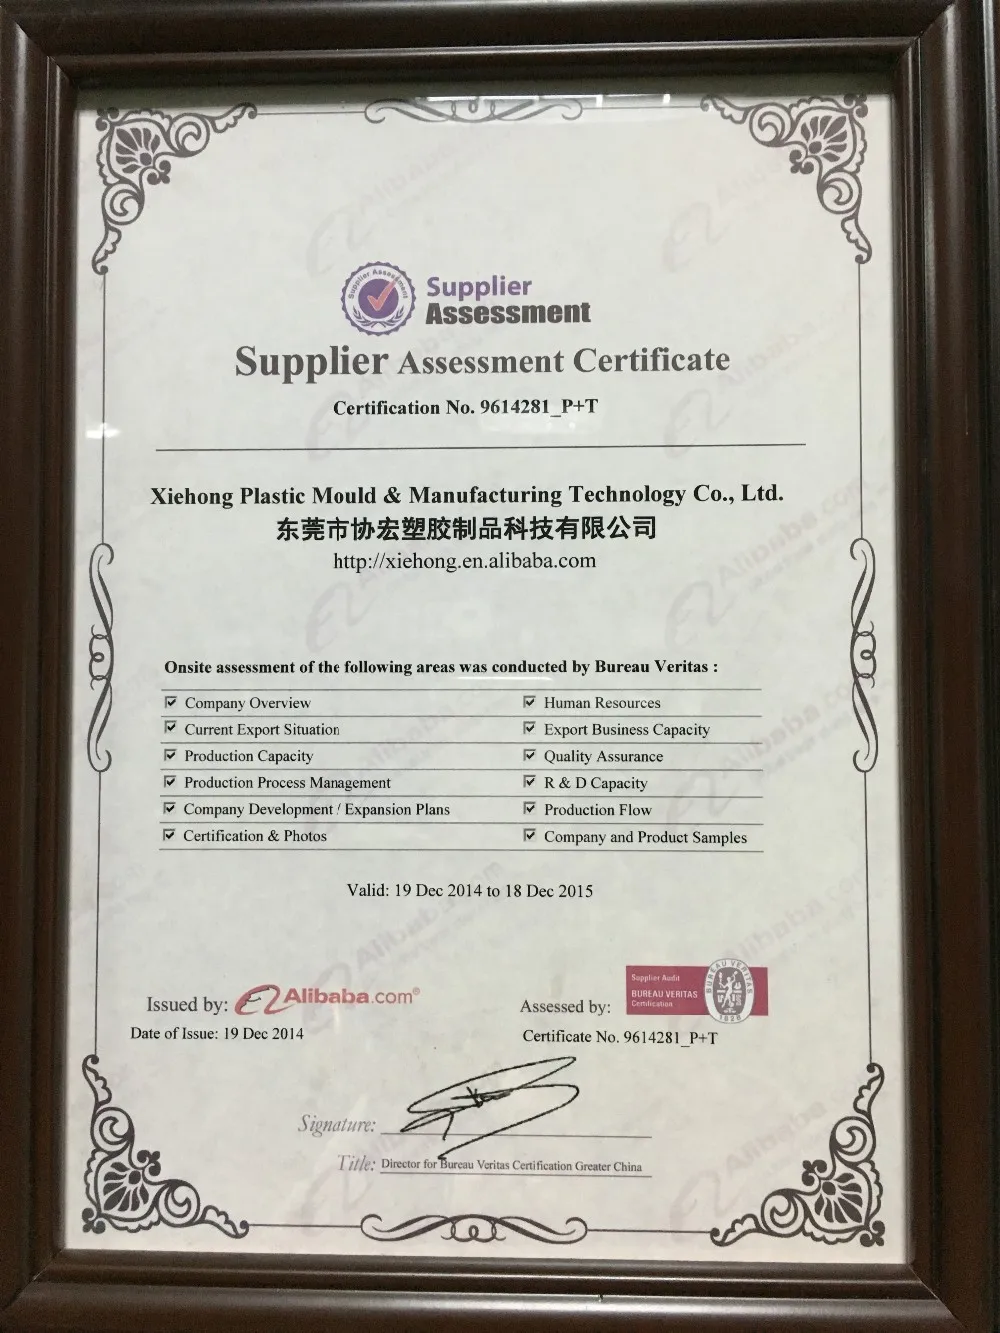 Supplier Assessment
Supplier
Assessment
Supplier Assessment Certificate
Certification No. 9614281_P+T
Xiehong Plastic Mould & Manufacturing Technology Co., Ltd.
东莞市协宏塑胶制品科技有限公司
http://xiehong.en.alibaba.com
Onsite assessment of the following areas was conducted by Bureau Veritas :
Company Overview
Human Resources
Current Export Situation
Export Business Capacity
Production Capacity
Quality Assurance
Production Process Management
R & D Capacity
Company Development / Expansion Plans
Production Flow
Certification & Photos
Company and Product Samples
Valid: 19 Dec 2014 to 18 Dec 2015
Issued by: Alibaba.com®
Date of Issue: 19 Dec 2014
Assessed by:
Supplier Audit
BUREAU VERITAS
Certification
BUREAU VERITAS
1828
Certificate No. 9614281_P+T
Signature:
Title: Director for Bureau Veritas Certification Greater China